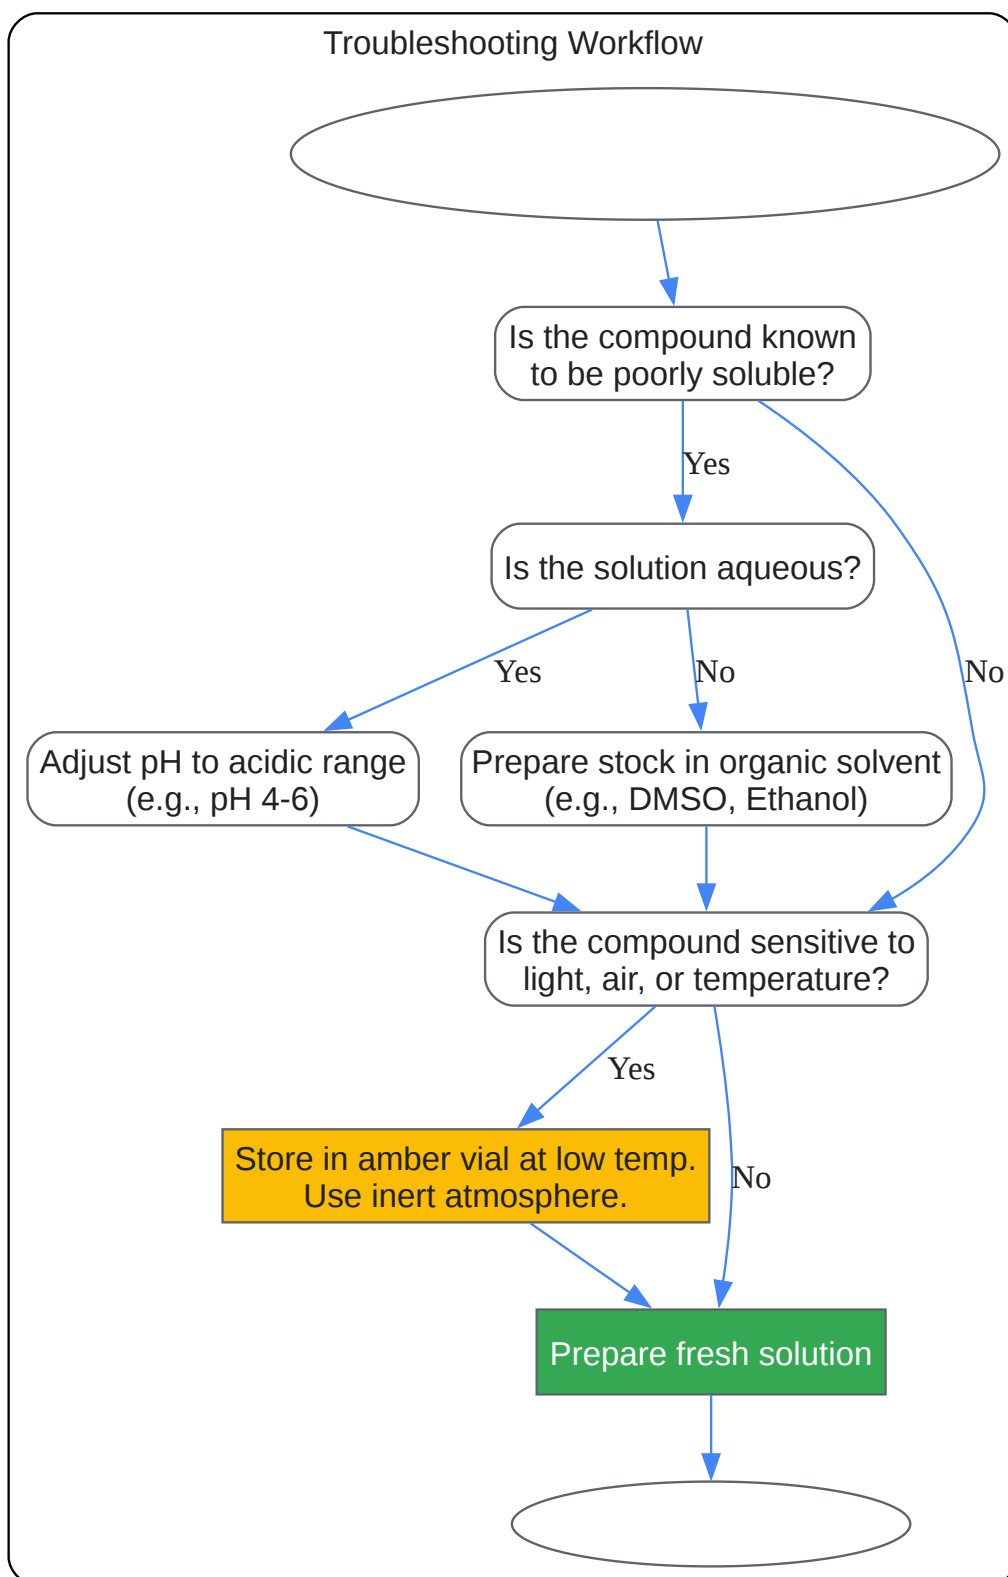 Troubleshooting Workflow
Is the compound known
to be poorly soluble?
Yes
Is the solution aqueous?
Yes
No
No
Adjust pH to acidic range
(e.g., pH 4-6)
Prepare stock in organic solvent
(e.g., DMSO, Ethanol)
Is the compound sensitive to
light, air, or temperature?
Yes
Store in amber vial at low temp.
Use inert atmosphere.
No
Prepare fresh solution